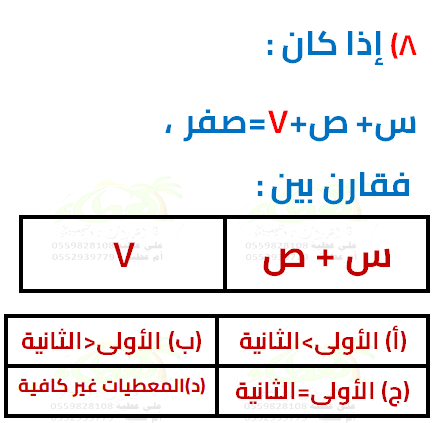 ٨) إذا كان :
س+ ص+٧=صفر ،
فقارن بين :
س + ص
٧
(أ) الأولى>الثانية
(ب) الأولى<الثانية
(ج) الأولى=الثانية
(د)المعطيات غير كافية